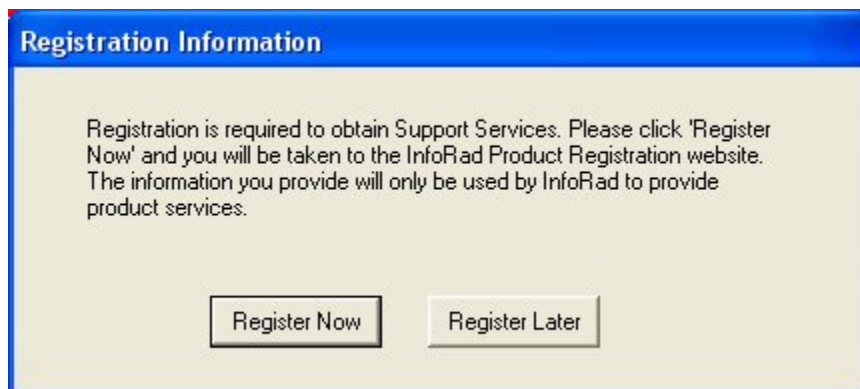 Registration Information
Registration is required to obtain Support Services. Please click 'Register
Now' and you will be taken to the InfoRad Product Registration website.
The information you provide will only be used by InfoRad to provide
product services.
Register Now
Register Later